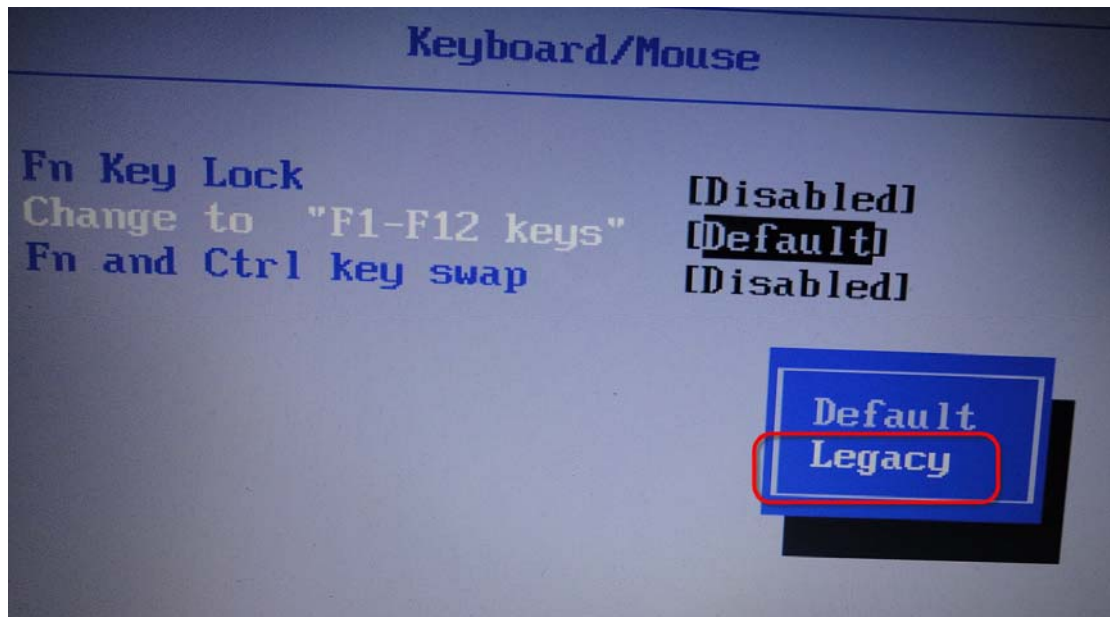 Keyboard/Mouse
Fn Key Lock [Disabled]
Change to "F1-F12 keys" [Default]
Fn and Ctrl key swap [Disabled]
Default
Legacy